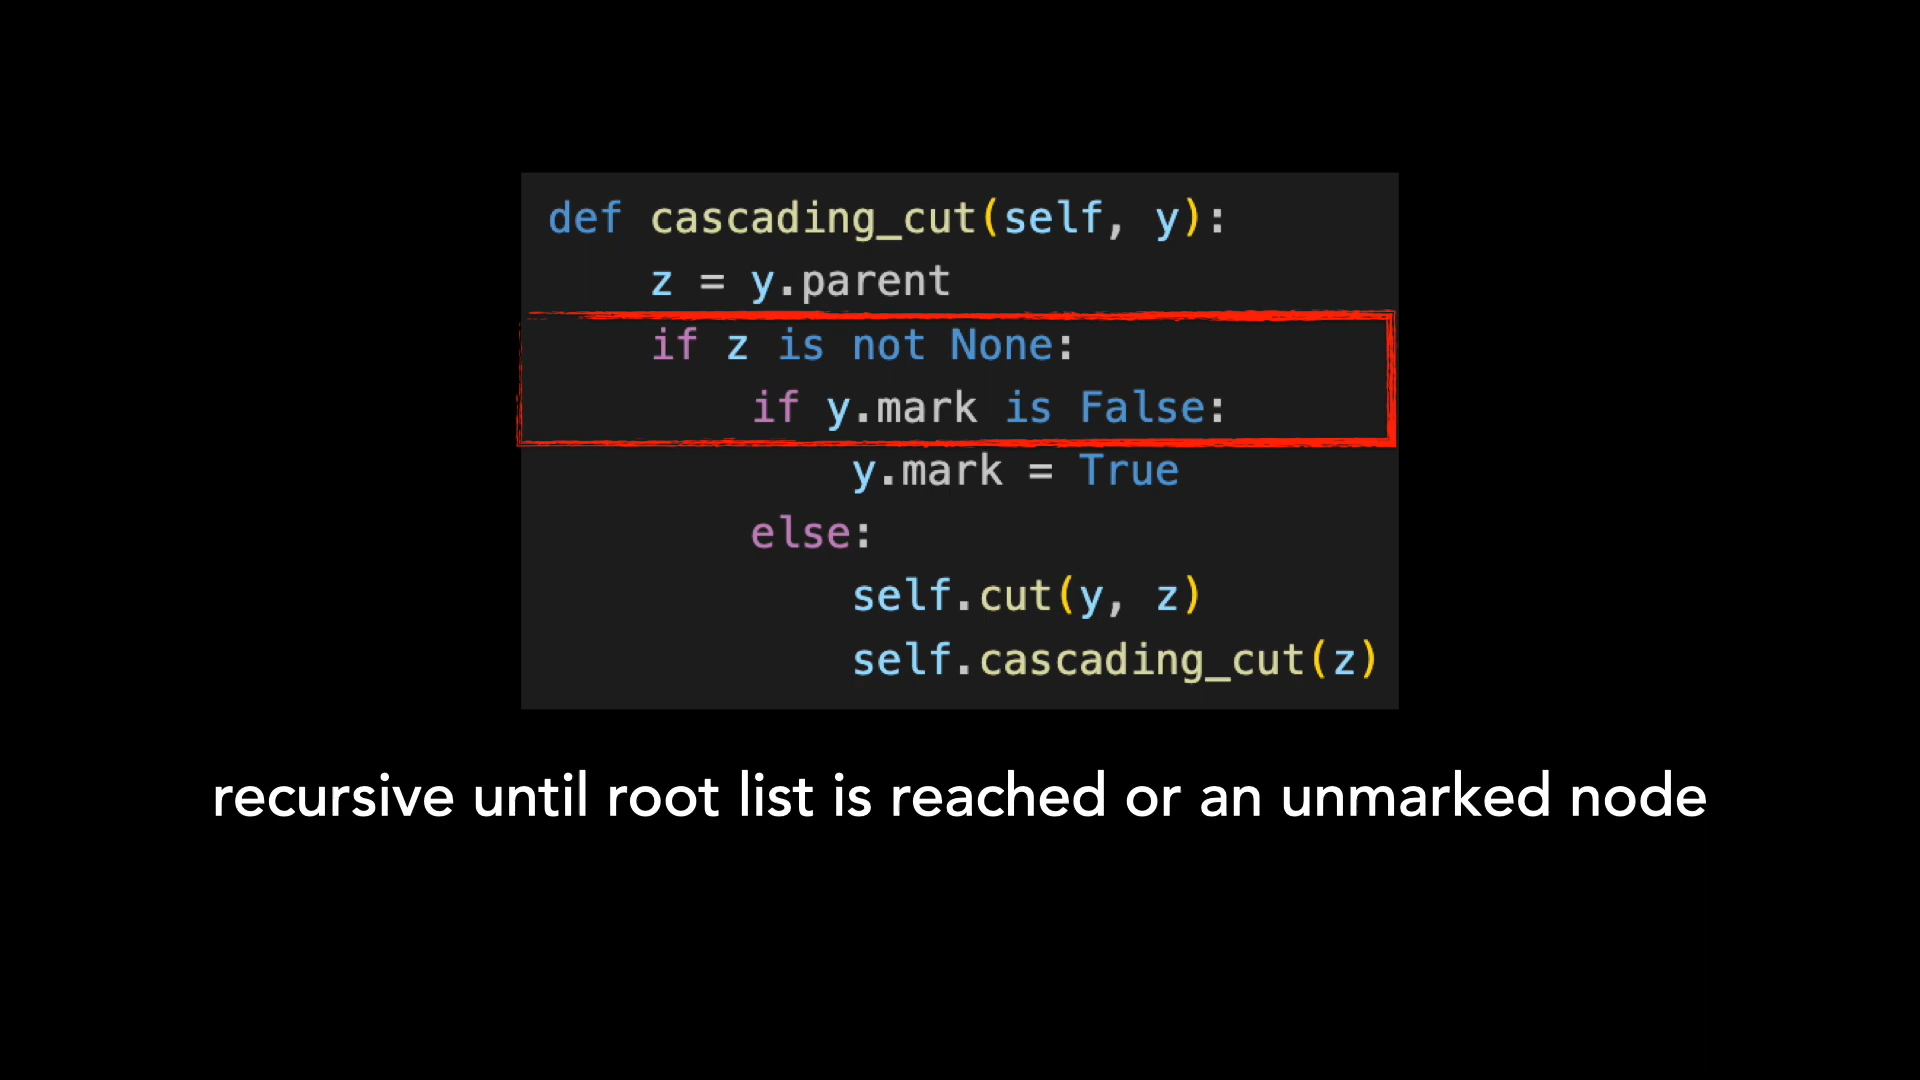 def cascading_cut(self, y):
    z = y.parent
    if z is not None:
        if y.mark is False:
            y.mark = True
        else:
            self.cut(y, z)
            self.cascading_cut(z)
recursive until root list is reached or an unmarked node